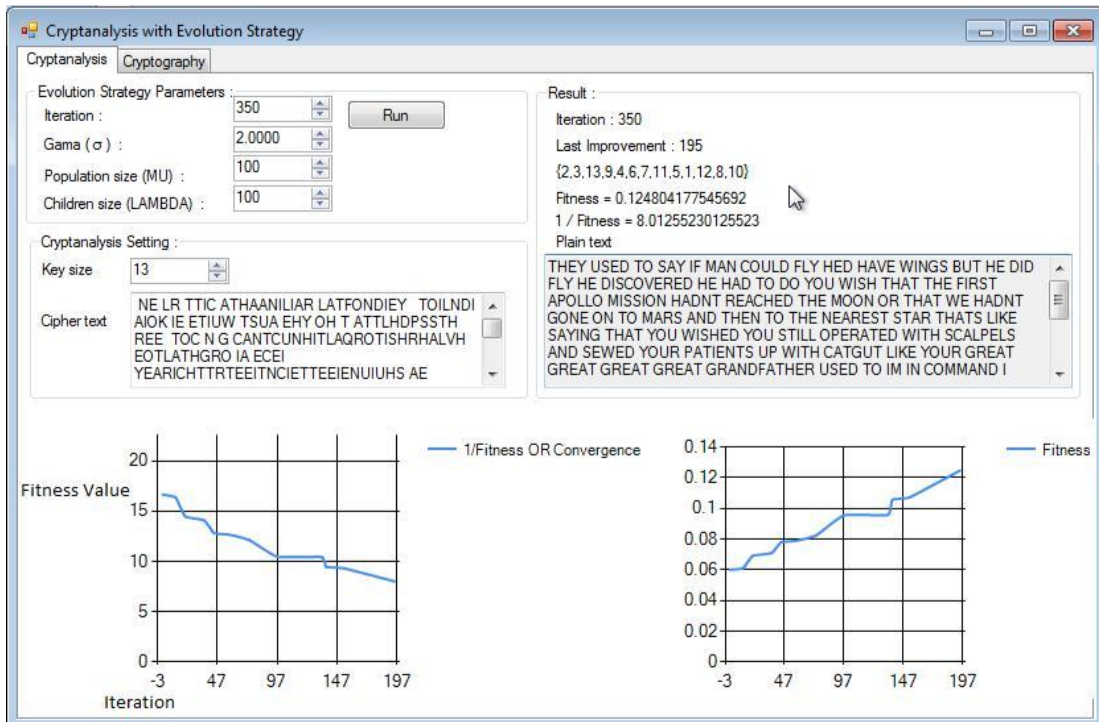 Cryptanalysis with Evolution Strategy
Cryptanalysis Cryptography
Evolution Strategy Parameters :
Iteration : 350 Run
Gama ( σ ) : 2.0000
Population size (MU) : 100
Children size (LAMBDA) : 100
Cryptanalysis Setting :
Key size 13
Cipher text
NE LR TTIC ATHAANILIAR LATFONDIEY TOILNDI
AIOK IE ETIUW TSUA EHY OH T ATTLHDPSSTH
REE TOC N G CANTCUNHITLAQROTISHRHALVH
EOTLATHGRO IA ECEI
YEARICHTTRTEEITNCIETTEEIENUIUHS AE
Result :
Iteration : 350
Last Improvement : 195
{2,3,13,9,4,6,7,11,5,1,12,8,10}
Fitness = 0.124804177545692
1 / Fitness = 8.01255230125523
Plain text
THEY USED TO SAY IF MAN COULD FLY HED HAVE WINGS BUT HE DID
FLY HE DISCOVERED HE HAD TO DO YOU WISH THAT THE FIRST
APOLLO MISSION HADNT REACHED THE MOON OR THAT WE HADNT
GONE ON TO MARS AND THEN TO THE NEAREST STAR THATS LIKE
SAYING THAT YOU WISHED YOU STILL OPERATED WITH SCALPELS
AND SEWED YOUR PATIENTS UP WITH CATGUT LIKE YOUR GREAT
GREAT GREAT GREAT GRANDFATHER USED TO IM IN COMMAND I
1/Fitness OR Convergence
Fitness Value
20
15
10
5
0
-3 47 97 147 197
Iteration
Fitness
0.14
0.12
0.1
0.08
0.06
0.04
0.02
0
-3 47 97 147 197